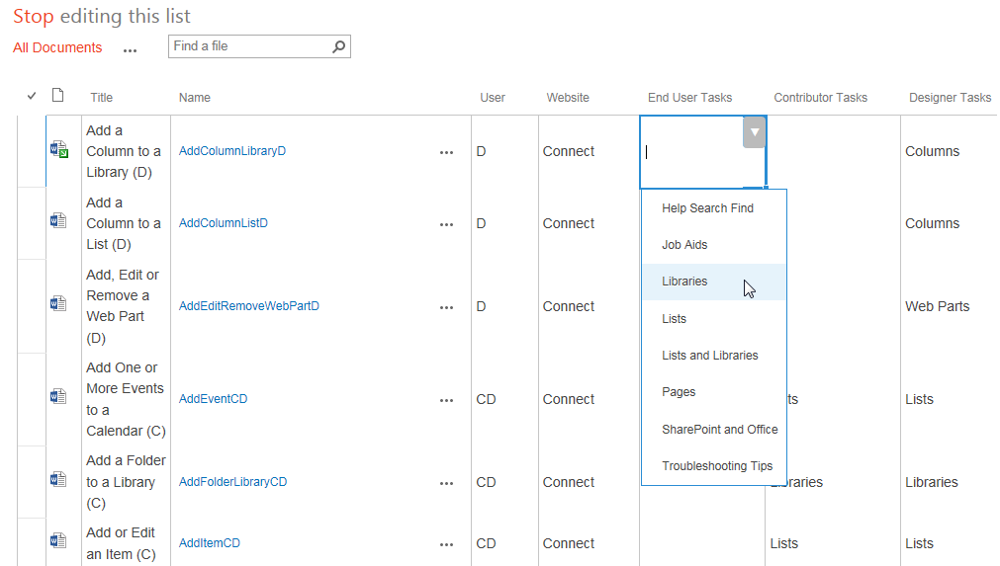 Stop editing this list
All Documents ... Find a file
Title Name User Website End User Tasks Contributor Tasks Designer Tasks
Add a
Column to a
Library (D)
AddColumnLibraryD ... D Connect Columns
Add a
Column to a
List (D)
AddColumnListD ... D Connect Columns
Help Search Find
Job Aids
Libraries
Lists
Lists and Libraries
Pages
SharePoint and Office
Troubleshooting Tips
Add, Edit or
Remove a
Web Part
(D)
AddEditRemoveWebPartD ... D Connect Web Parts
Add One or
More Events
to a
Calendar (C)
AddEventCD ... CD Connect ts Lists
Add a Folder
to a Library
(C)
AddFolderLibraryCD ... CD Connect Libraries Libraries
Add or Edit
an Item (C)
AddItemCD ... CD Connect Lists Lists